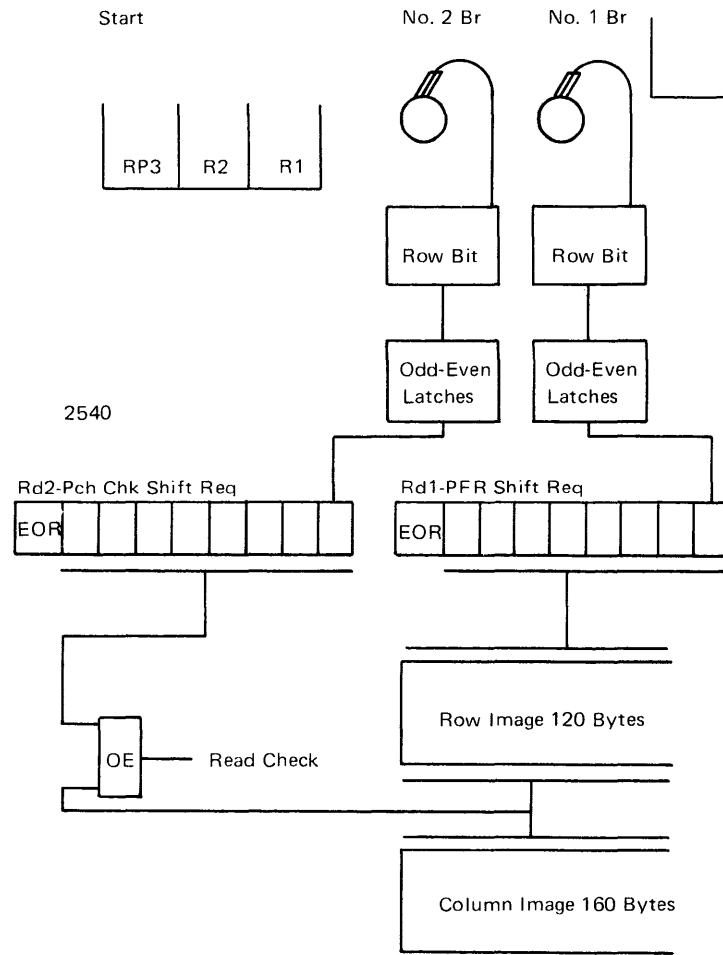 Start
No. 2 Br
No. 1 Br
RP3
R2
R1
Row Bit
Row Bit
Odd-Even
Latches
Odd-Even
Latches
2540
Rd2-Pch Chk Shift Req
Rd1-PFR Shift Req
EOR
EOR
Row Image 120 Bytes
OE
Read Check
Column Image 160 Bytes